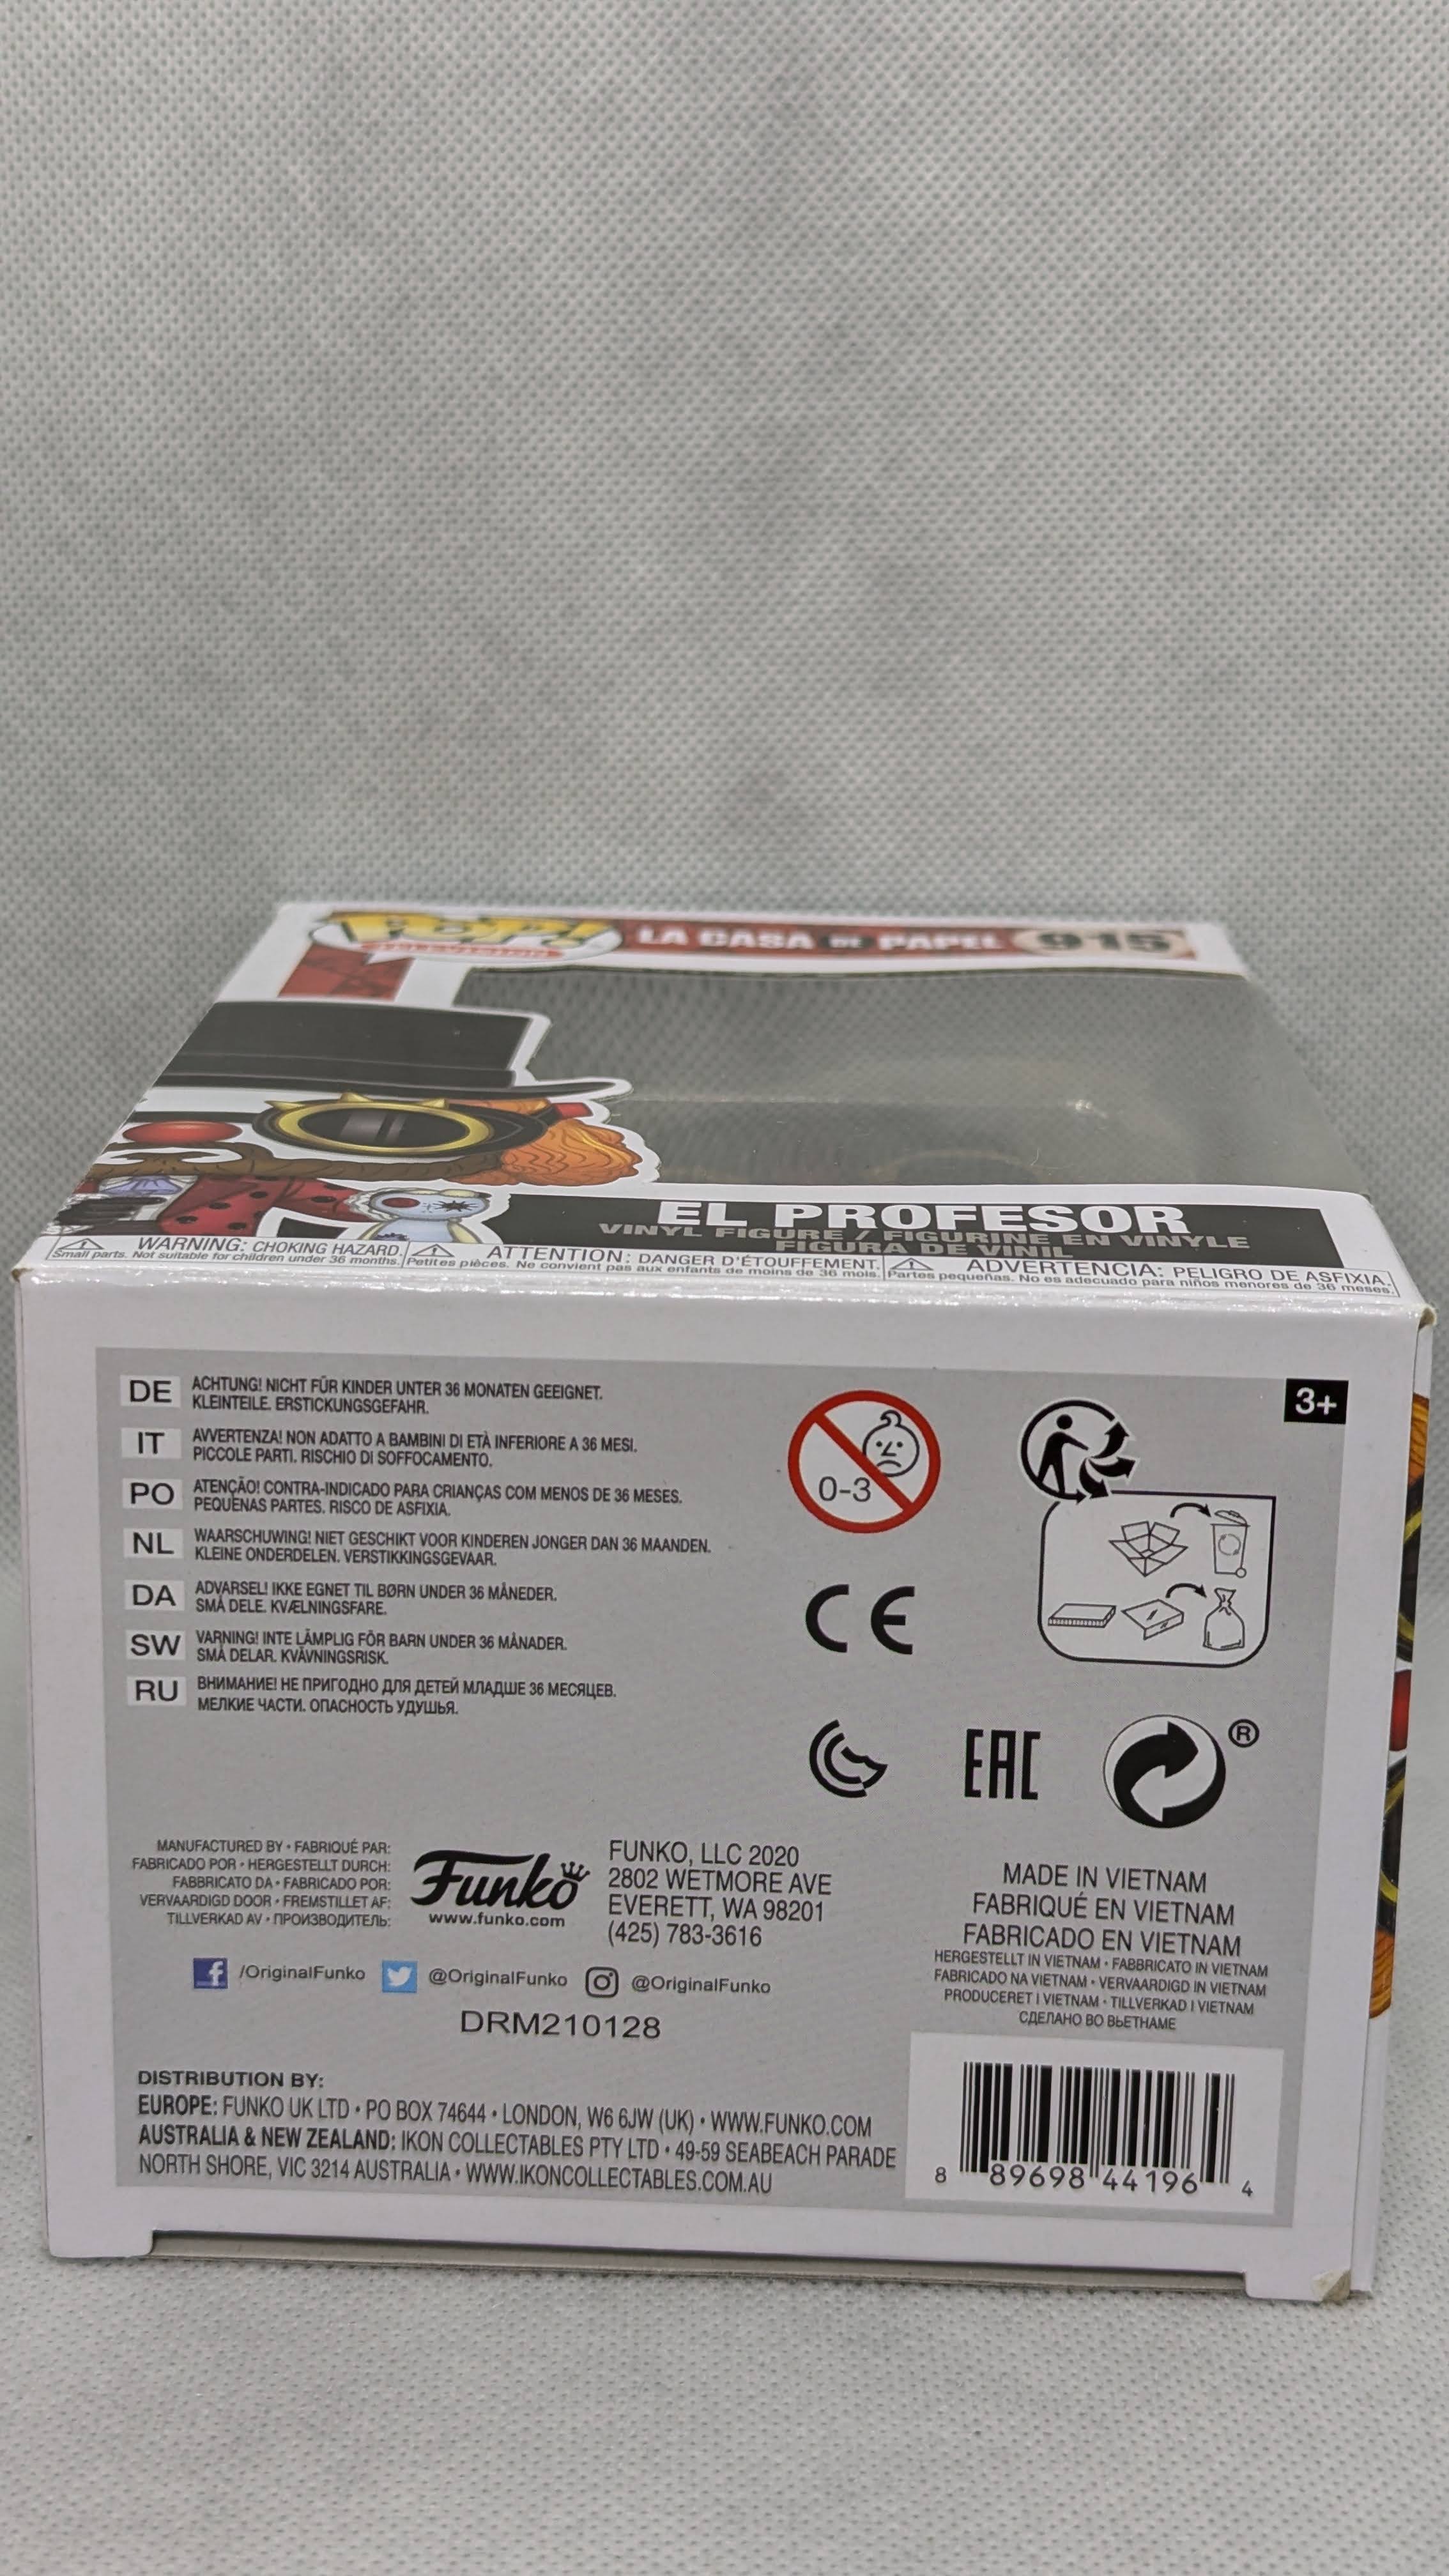 POP!
TELEVISION
LA CASA DE PAPEL
915
EL PROFESOR
VINYL FIGURE / FIGURINE EN VINYLE
FIGURA DE VINIL
WARNING: CHOKING HAZARD.
Small parts. Not suitable for children under 36 months.
ATTENTION: DANGER D'ÉTOUFFEMENT.
Petites pièces. Ne convient pas aux enfants de moins de 36 mois.
ADVERTENCIA: PELIGRO DE ASFIXIA.
Partes pequeñas. No es adecuado para niños menores de 36 meses.
DE ACHTUNG! NICHT FÜR KINDER UNTER 36 MONATEN GEEIGNET.
KLEINTEILE. ERSTICKUNGSGEFAHR.
IT AVVERTENZA! NON ADATTO A BAMBINI DI ETÀ INFERIORE A 36 MESI.
PICCOLE PARTI. RISCHIO DI SOFFOCAMENTO.
PO ATENÇÃO! CONTRA-INDICADO PARA CRIANÇAS COM MENOS DE 36 MESES.
PEQUENAS PARTES. RISCO DE ASFIXIA.
NL WAARSCHUWING! NIET GESCHIKT VOOR KINDEREN JONGER DAN 36 MAANDEN.
KLEINE ONDERDELEN. VERSTIKKINGSGEVAAR.
DA ADVARSEL! IKKE EGNET TIL BØRN UNDER 36 MÅNEDER.
SMÅ DELE. KVÆLNINGSFARE.
SW VARNING! INTE LÄMPLIG FÖR BARN UNDER 36 MÅNADER.
SMÅ DELAR. KVÄVNINGSRISK.
RU ВНИМАНИЕ! НЕ ПРИГОДНО ДЛЯ ДЕТЕЙ МЛАДШЕ 36 МЕСЯЦЕВ.
МЕЛКИЕ ЧАСТИ. ОПАСНОСТЬ УДУШЬЯ.
0-3
3+
CE
EAC
®
MANUFACTURED BY • FABRIQUÉ PAR:
FABRICADO POR • HERGESTELLT DURCH:
FABBRICATO DA • FABRICADO POR:
VERVAARDIGD DOOR • FREMSTILLET AF:
TILLVERKAD AV • ПРОИЗВОДИТЕЛЬ:
Funko
www.funko.com
FUNKO, LLC 2020
2802 WETMORE AVE
EVERETT, WA 98201
(425) 783-3616
/OriginalFunko @OriginalFunko @OriginalFunko
DRM210128
MADE IN VIETNAM
FABRIQUÉ EN VIETNAM
FABRICADO EN VIETNAM
HERGESTELLT IN VIETNAM • FABBRICATO IN VIETNAM
FABRICADO NA VIETNAM • VERVAARDIGD IN VIETNAM
PRODUCERET I VIETNAM • TILLVERKAD I VIETNAM
СДЕЛАНО ВО ВЬЕТНАМЕ
DISTRIBUTION BY:
EUROPE: FUNKO UK LTD • PO BOX 74644 • LONDON, W6 6JW (UK) • WWW.FUNKO.COM
AUSTRALIA & NEW ZEALAND: IKON COLLECTABLES PTY LTD • 49-59 SEABEACH PARADE
NORTH SHORE, VIC 3214 AUSTRALIA • WWW.IKONCOLLECTABLES.COM.AU
8 89698 44196 4